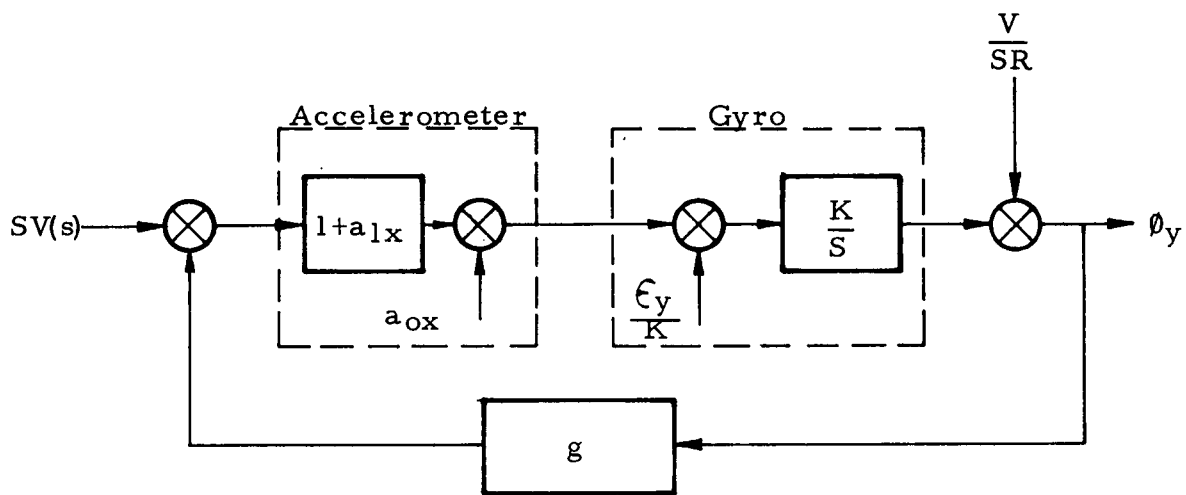 V
SR
Accelerometer
Gyro
SV(s)
1+a1x
K
S
Øy
aox
ϵy
K
g